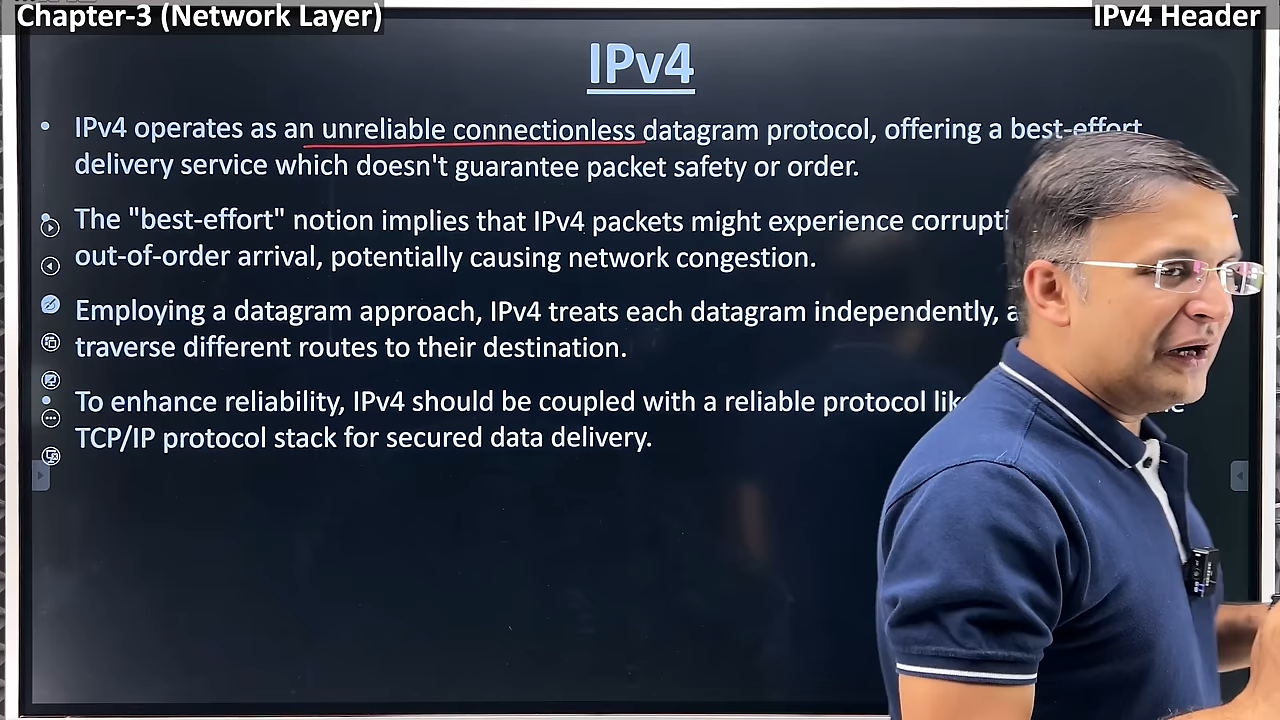 Chapter-3 (Network Layer)
IPv4 Header
IPv4
• IPv4 operates as an unreliable connectionless datagram protocol, offering a best-effort
delivery service which doesn't guarantee packet safety or order.
• The "best-effort" notion implies that IPv4 packets might experience
out-of-order arrival, potentially causing network congestion.
Employing a datagram approach, IPv4 treats each datagram independently,
traverse different routes to their destination.
• To enhance reliability, IPv4 should be coupled with a reliable protocol
TCP/IP protocol stack for secured data delivery.